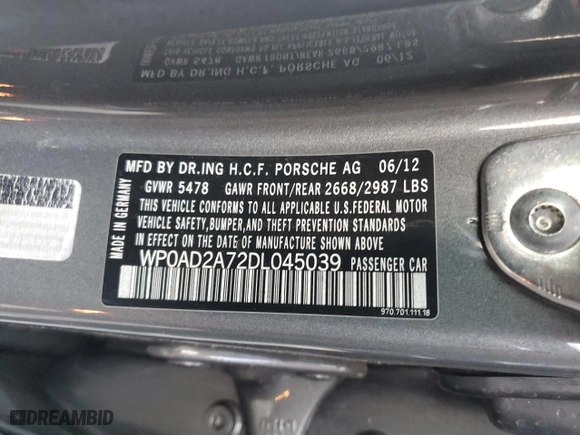 MFD BY DR.ING H.C.F. PORSCHE AG 06/12
GVWR 5478 GAWR FRONT/REAR 2668/2987 LBS
THIS VEHICLE CONFORMS TO ALL APPLICABLE U.S.FEDERAL MOTOR
VEHICLE SAFETY,BUMPER,AND THEFT PREVENTION STANDARDS
IN EFFECT ON THE DATE OF MANUFACTURE SHOWN ABOVE.
WP0AD2A72DL045039 PASSENGER CAR
MADE IN GERMANY
970.701.111.18
DREAMBID